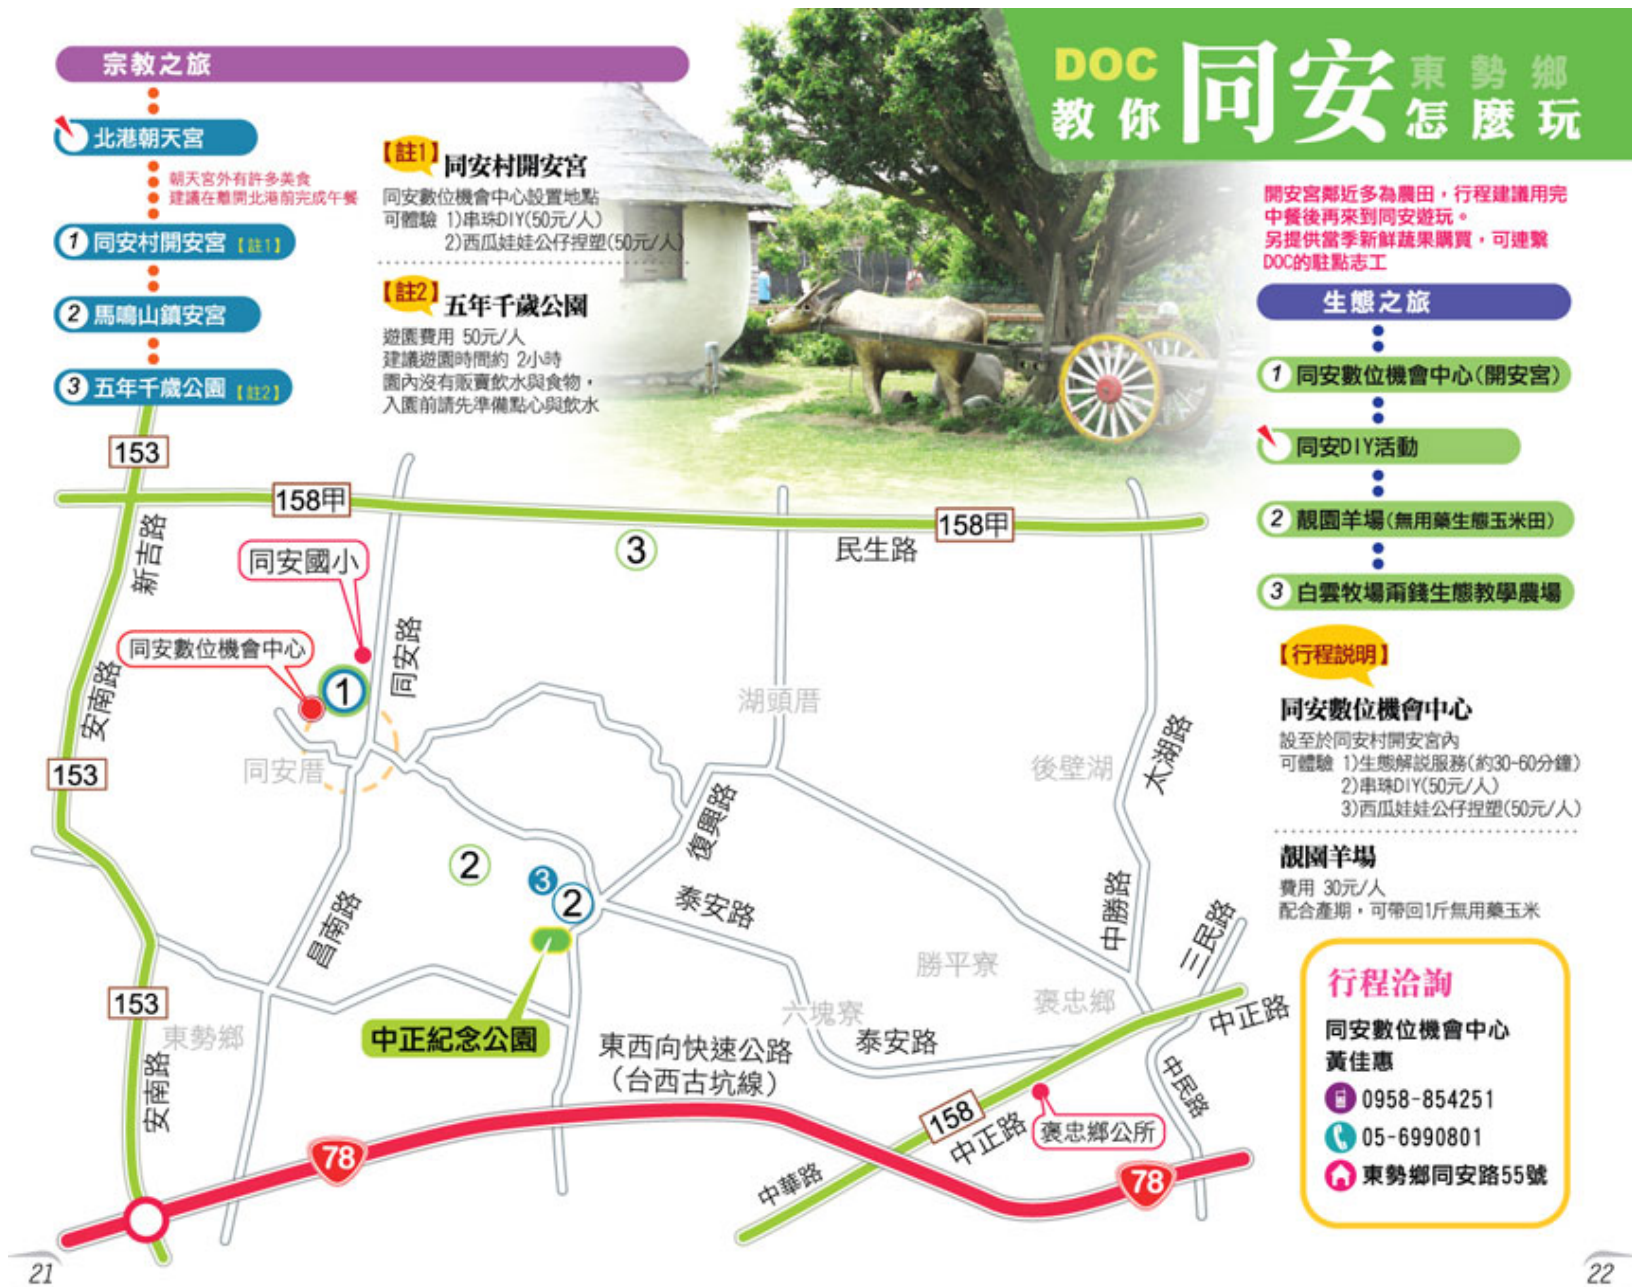 宗教之旅
北港朝天宮
朝天宮外有許多美食
建議在離開北港前完成午餐
1 同安村開安宮【註1】
2 馬鳴山鎮安宮
3 五年千歲公園【註2】
【註1】同安村開安宮
同安數位機會中心設置地點
可體驗 1)串珠DIY(50元/人)
2)西瓜娃娃公仔捏塑(50元/人)
【註2】五年千歲公園
遊園費用 50元/人
建議遊園時間約 2小時
園內沒有販賣飲水與食物，
入園前請先準備點心與飲水
DOC 同安 東勢鄉
教你 怎麼玩
開安宮鄰近多為農田，行程建議用完
中餐後再來到同安遊玩。
另提供當季新鮮蔬果購買，可連繫
DOC的駐點志工
生態之旅
1 同安數位機會中心(開安宮)
同安DIY活動
2 靚園羊場(無用藥生態玉米田)
3 白雲牧場兩錢生態教學農場
【行程説明】
同安數位機會中心
設至於同安村開安宮內
可體驗 1)生態解説服務(約30-60分鐘)
2)串珠DIY(50元/人)
3)西瓜娃娃公仔捏塑(50元/人)
靚園羊場
費用 30元/人
配合產期，可帶回1斤無用藥玉米
行程洽詢
同安數位機會中心
黃佳惠
0958-854251
05-6990801
東勢鄉同安路55號
153
158甲
158甲
民生路
新吉路
同安國小
3
同安數位機會中心
1
同安路
安南路
湖頭厝
太湖路
後壁湖
同安厝
153
復興路
2
3
2
泰安路
中勝路
昌南路
三民路
勝平寮
褒忠鄉
六塊寮
153
東勢鄉
中正紀念公園
東西向快速公路
（台西古坑線）
泰安路
中正路
安南路
中民路
158
中正路
褒忠鄉公所
78
中華路
78
21
22